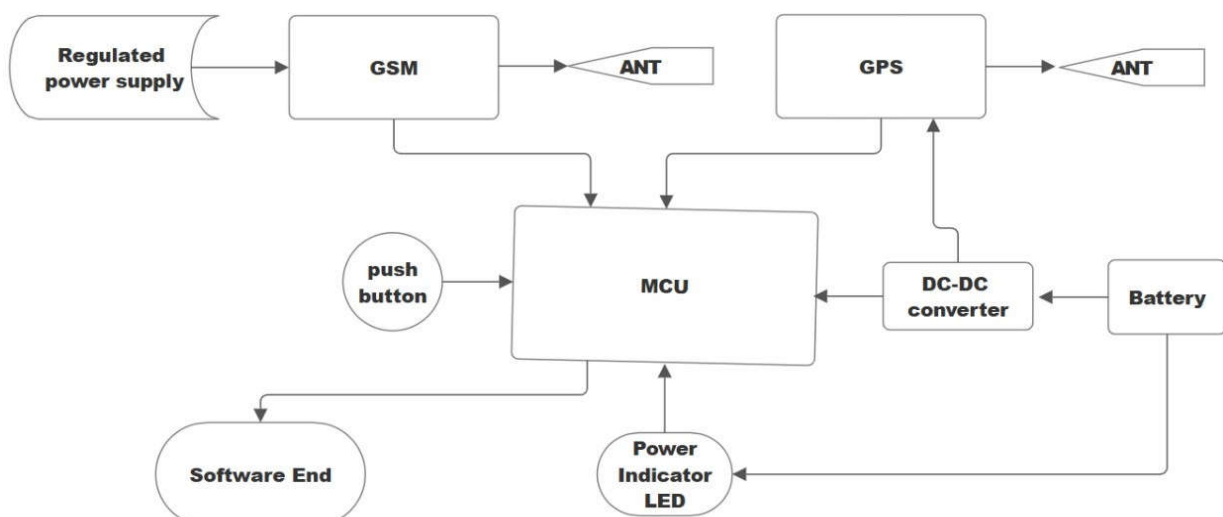 Regulated
power supply
GSM
ANT
GPS
ANT
push
button
MCU
DC-DC
converter
Battery
Software End
Power
Indicator
LED